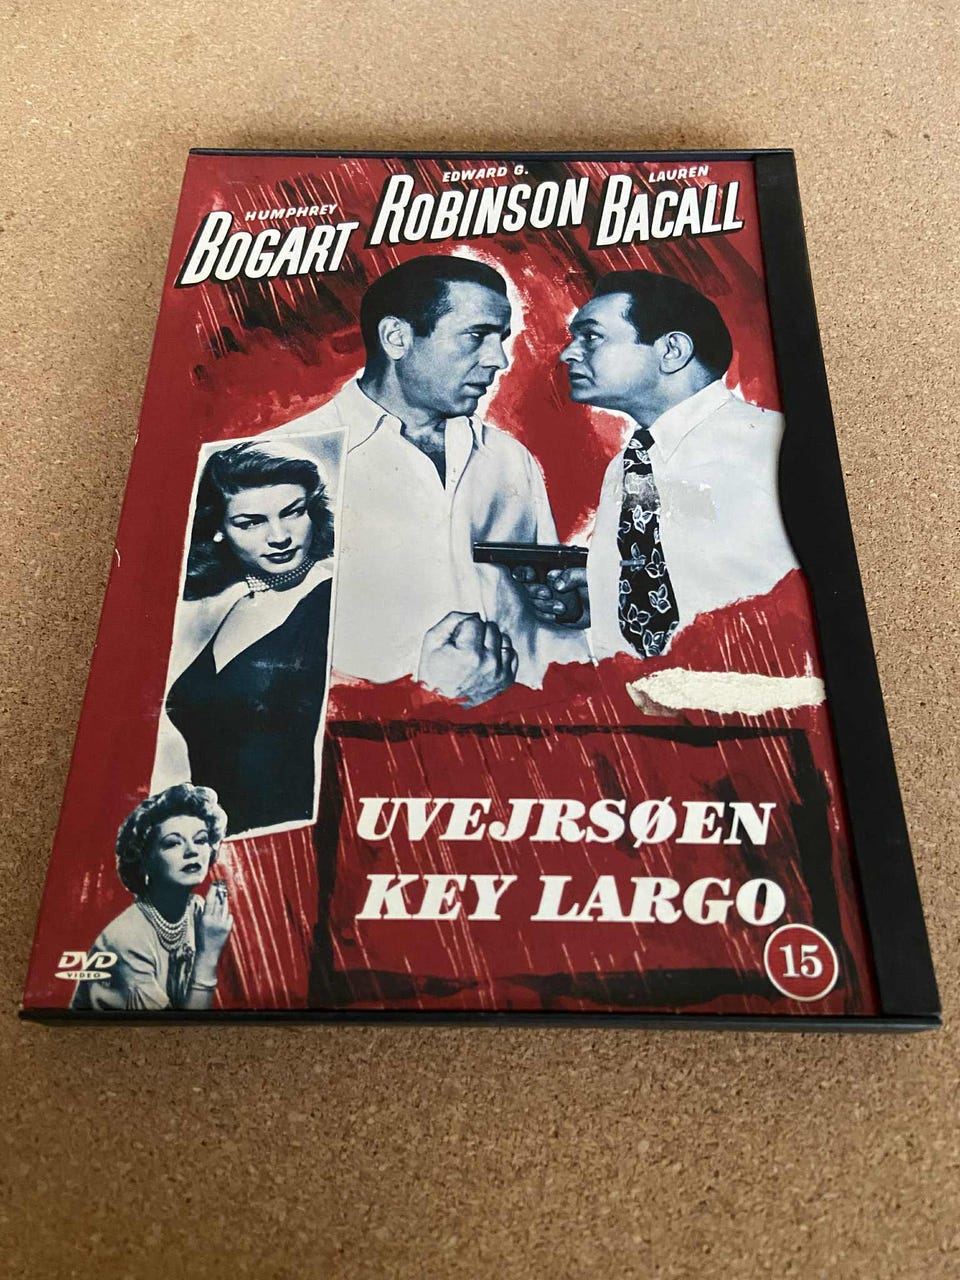 HUMPHREY
BOGART
EDWARD G.
ROBINSON
LAUREN
BACALL
UVEJRSØEN
KEY LARGO
DVD
VIDEO
15